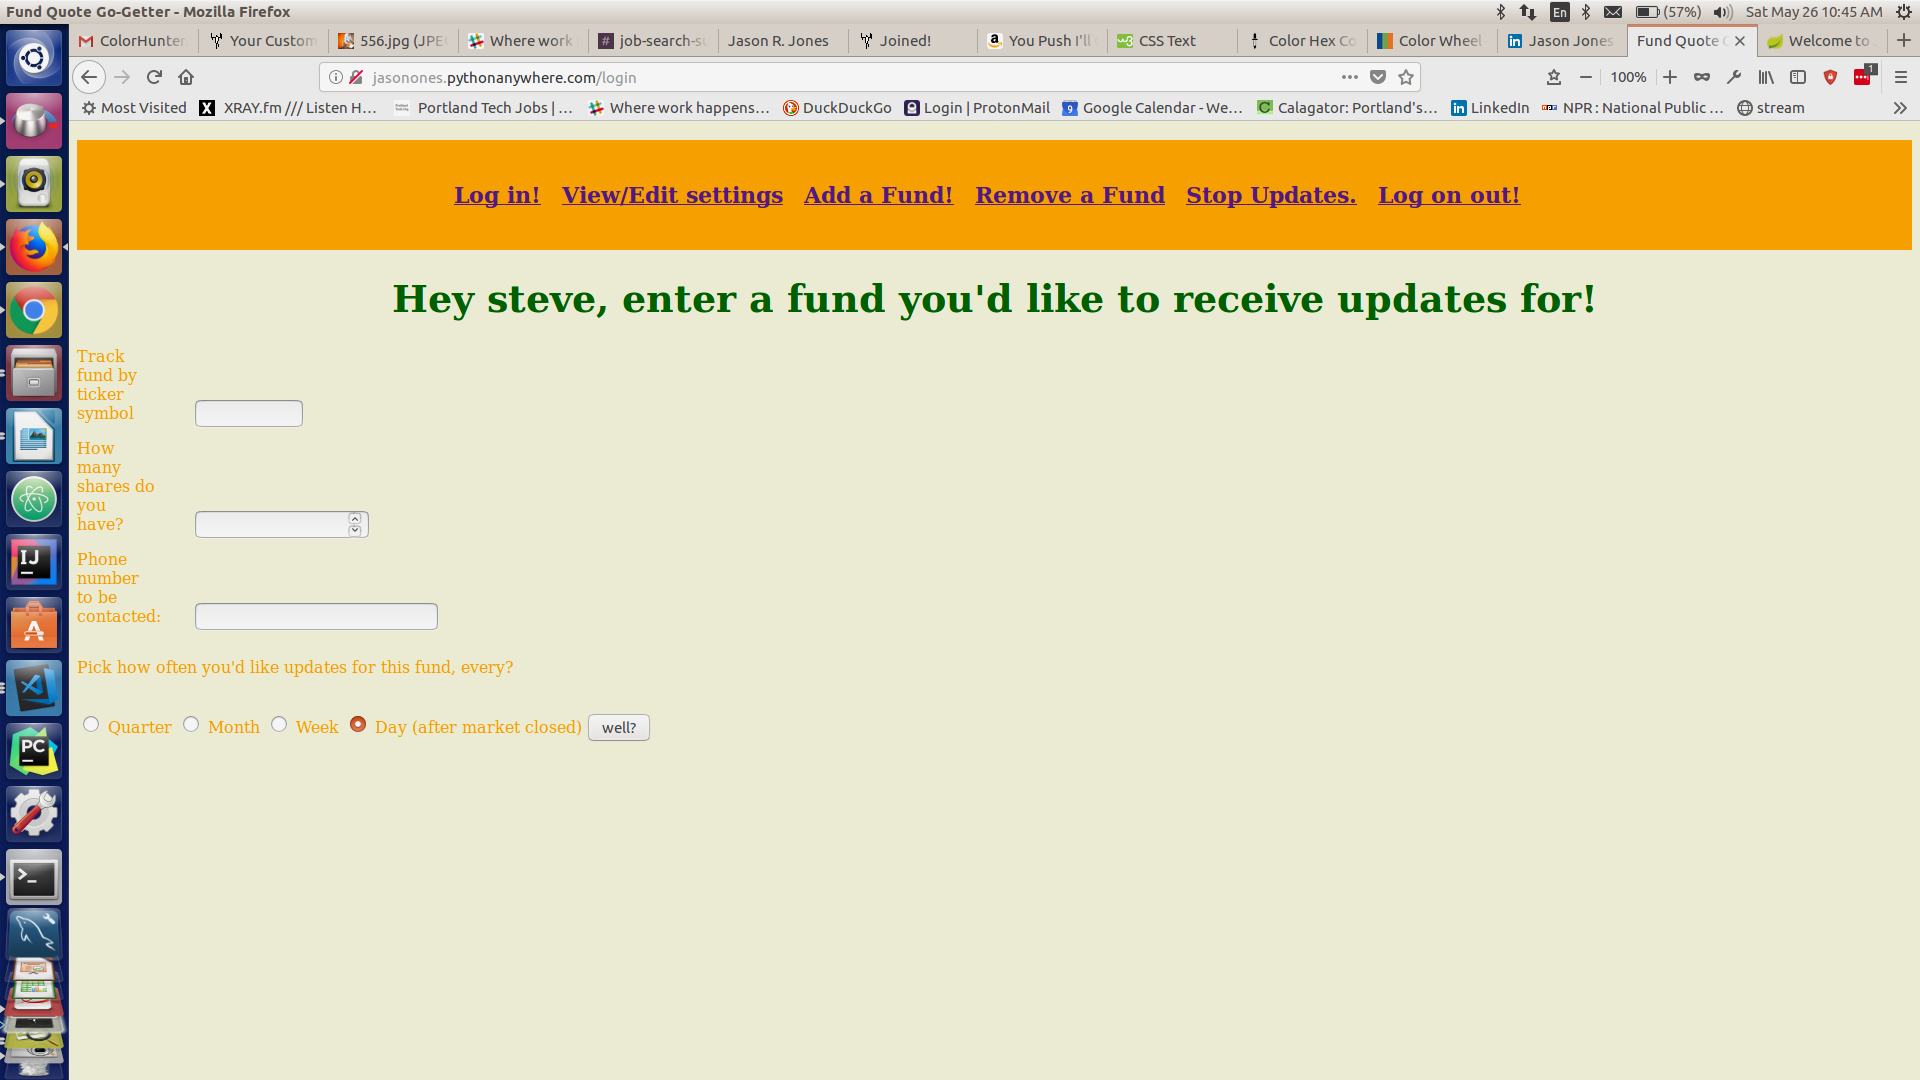 Fund Quote Go-Getter - Mozilla Firefox
En
(57%)
Sat May 26 10:45 AM
ColorHunter
Your Custom
556.jpg (JPE
Where work
job-search-su
Jason R. Jones
Joined!
You Push I'll
CSS Text
Color Hex Co
Color Wheel
Jason Jones
Fund Quote
Welcome to
jasonones.pythonanywhere.com/login
100%
1
Most Visited
XRAY.fm /// Listen H…
Portland Tech Jobs | …
Where work happens…
DuckDuckGo
Login | ProtonMail
Google Calendar - We…
Calagator: Portland's…
LinkedIn
NPR : National Public …
stream
Log in! View/Edit settings Add a Fund! Remove a Fund Stop Updates. Log on out!
Hey steve, enter a fund you'd like to receive updates for!
Track
fund by
ticker
symbol
How
many
shares do
you
have?
Phone
number
to be
contacted:
Pick how often you'd like updates for this fund, every?
Quarter Month Week Day (after market closed) well?
IJ
PC